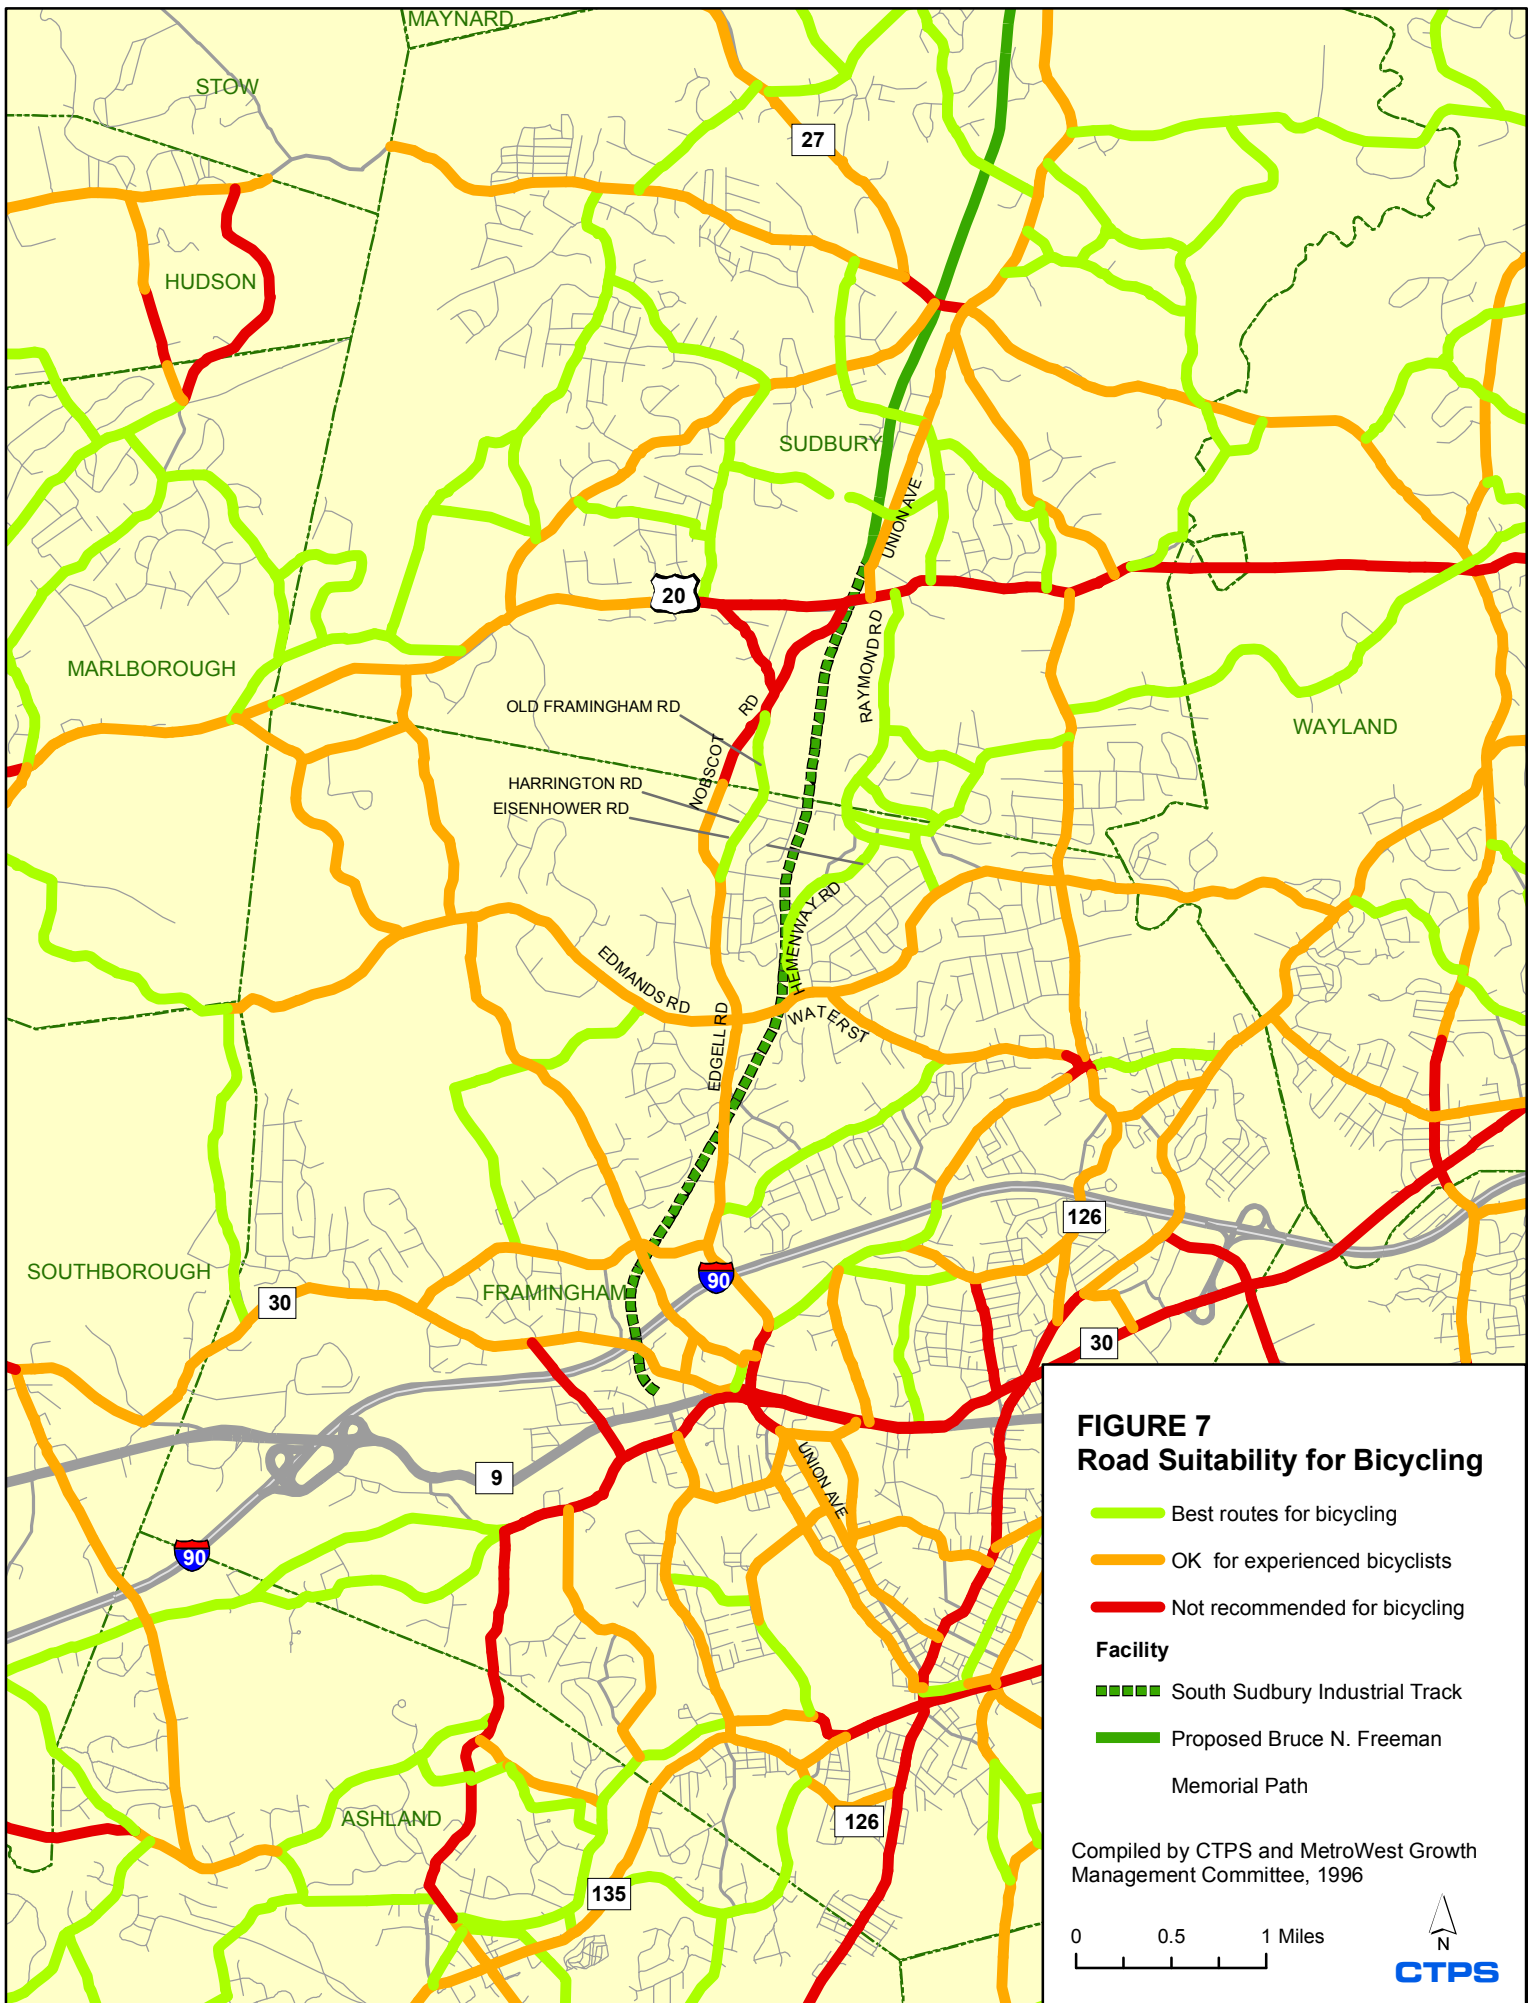 MAYNARD
STOW
27
HUDSON
SUDBURY
UNION AVE
20
MARLBOROUGH
RAYMOND RD
OLD FRAMINGHAM RD
NOBSCOT RD
WAYLAND
HARRINGTON RD
EISENHOWER RD
HEMENWAY RD
EDMANDS RD
WATER ST
EDGELL RD
126
SOUTHBOROUGH
90
FRAMINGHAM
30
30
UNION AVE
9
90
FIGURE 7
Road Suitability for Bicycling
Best routes for bicycling
OK for experienced bicyclists
Not recommended for bicycling
Facility
South Sudbury Industrial Track
Proposed Bruce N. Freeman
Memorial Path
ASHLAND
126
135
Compiled by CTPS and MetroWest Growth
Management Committee, 1996
0 0.5 1 Miles
N
CTPS